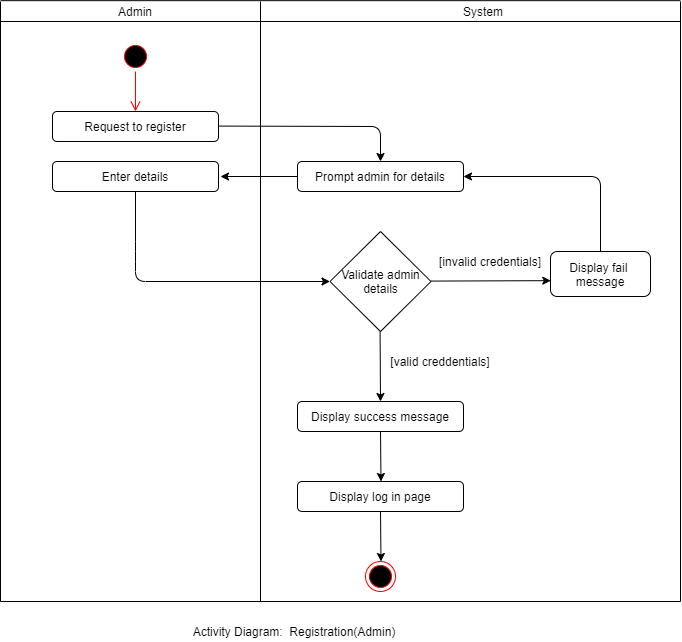 Admin
System
Request to register
Enter details
Prompt admin for details
[invalid credentials]
Validate admin
details
Display fail
message
[valid creddentials]
Display success message
Display log in page
Activity Diagram:  Registration(Admin)